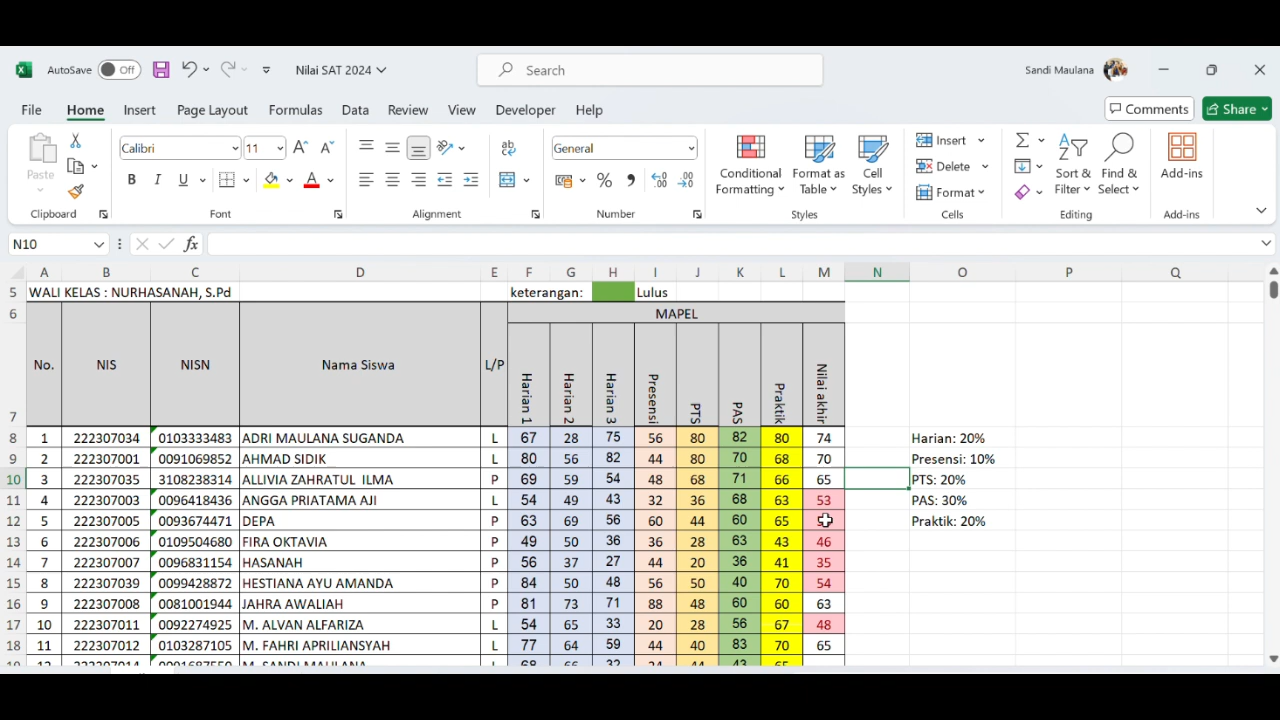 AutoSave Off Nilai SAT 2024 Search Sandi Maulana
File Home Insert Page Layout Formulas Data Review View Developer Help Comments Share
Paste Calibri 11 B I U General % Conditional Formatting Format as Table Cell Styles Insert Delete Format Sort & Filter Find & Select Add-ins
Clipboard Font Alignment Number Styles Cells Editing Add-ins
N10 fx
A B C D E F G H I J K L M N O P Q
5 WALI KELAS : NURHASANAH, S.Pd keterangan: Lulus
6 MAPEL
7 No. NIS NISN Nama Siswa L/P Harian 1 Harian 2 Harian 3 Presensi PTS PAS Praktik Nilai akhir
8 1 222307034 0103333483 ADRI MAULANA SUGANDA L 67 28 75 56 80 82 80 74 Harian: 20%
9 2 222307001 0091069852 AHMAD SIDIK L 80 56 82 44 80 70 68 70 Presensi: 10%
10 3 222307035 3108238314 ALLIVIA ZAHRATUL ILMA P 69 59 54 48 68 71 66 65 PTS: 20%
11 4 222307003 0096418436 ANGGA PRIATAMA AJI L 54 49 43 32 36 68 63 53 PAS: 30%
12 5 222307005 0093674471 DEPA P 63 69 56 60 44 60 65 Praktik: 20%
13 6 222307006 0109504680 FIRA OKTAVIA P 49 50 36 36 28 63 43 46
14 7 222307007 0096831154 HASANAH P 56 37 27 44 20 36 41 35
15 8 222307039 0099428872 HESTIANA AYU AMANDA P 84 50 48 56 50 40 70 54
16 9 222307008 0081001944 JAHRA AWALIAH P 81 73 71 88 48 60 60 63
17 10 222307011 0092274925 M. ALVAN ALFARIZA L 54 65 33 20 28 56 67 48
18 11 222307012 0103287105 M. FAHRI APRILIANSYAH L 77 64 59 44 40 83 70 65